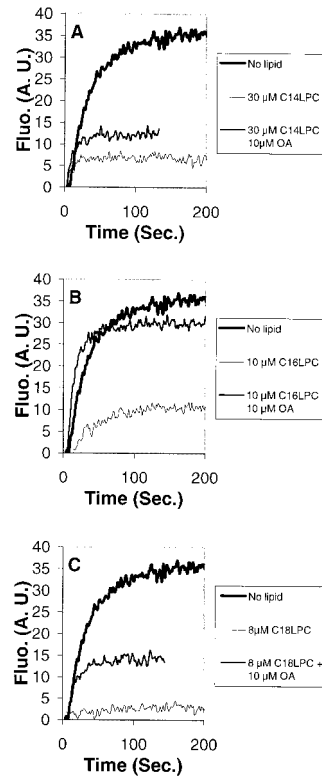 A
Fluo. (A. U.)
40
35
30
25
20
15
10
5
0
0 100 200
Time (Sec.)
No lipid
30 µM C14LPC
30 µM C14LPC
10µM OA
B
Fluo. (A. U.)
40
35
30
25
20
15
10
5
0
0 100 200
Time (Sec.)
No lipid
10 µM C16LPC
10 µM C16LPC
10 µM OA
C
Fluo. (A. U.)
40
35
30
25
20
15
10
5
0
0 100 200
Time (Sec.)
No lipid
8µM C18LPC
8 µM C18LPC +
10 µM OA